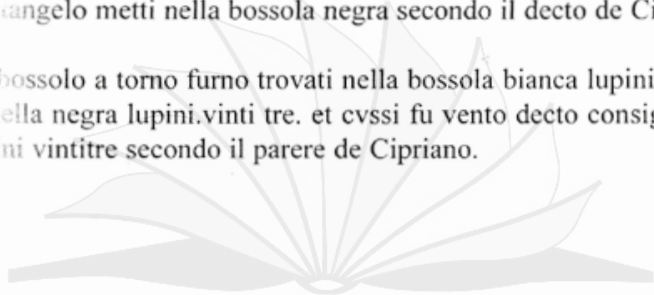 angelo metti nella bossola negra secondo il decto de Ci
bossolo a torno furno trovati nella bossola bianca lupini
ella negra lupini.vinti tre. et cvssi fu vento decto consig
ni vintitre secondo il parere de Cipriano.